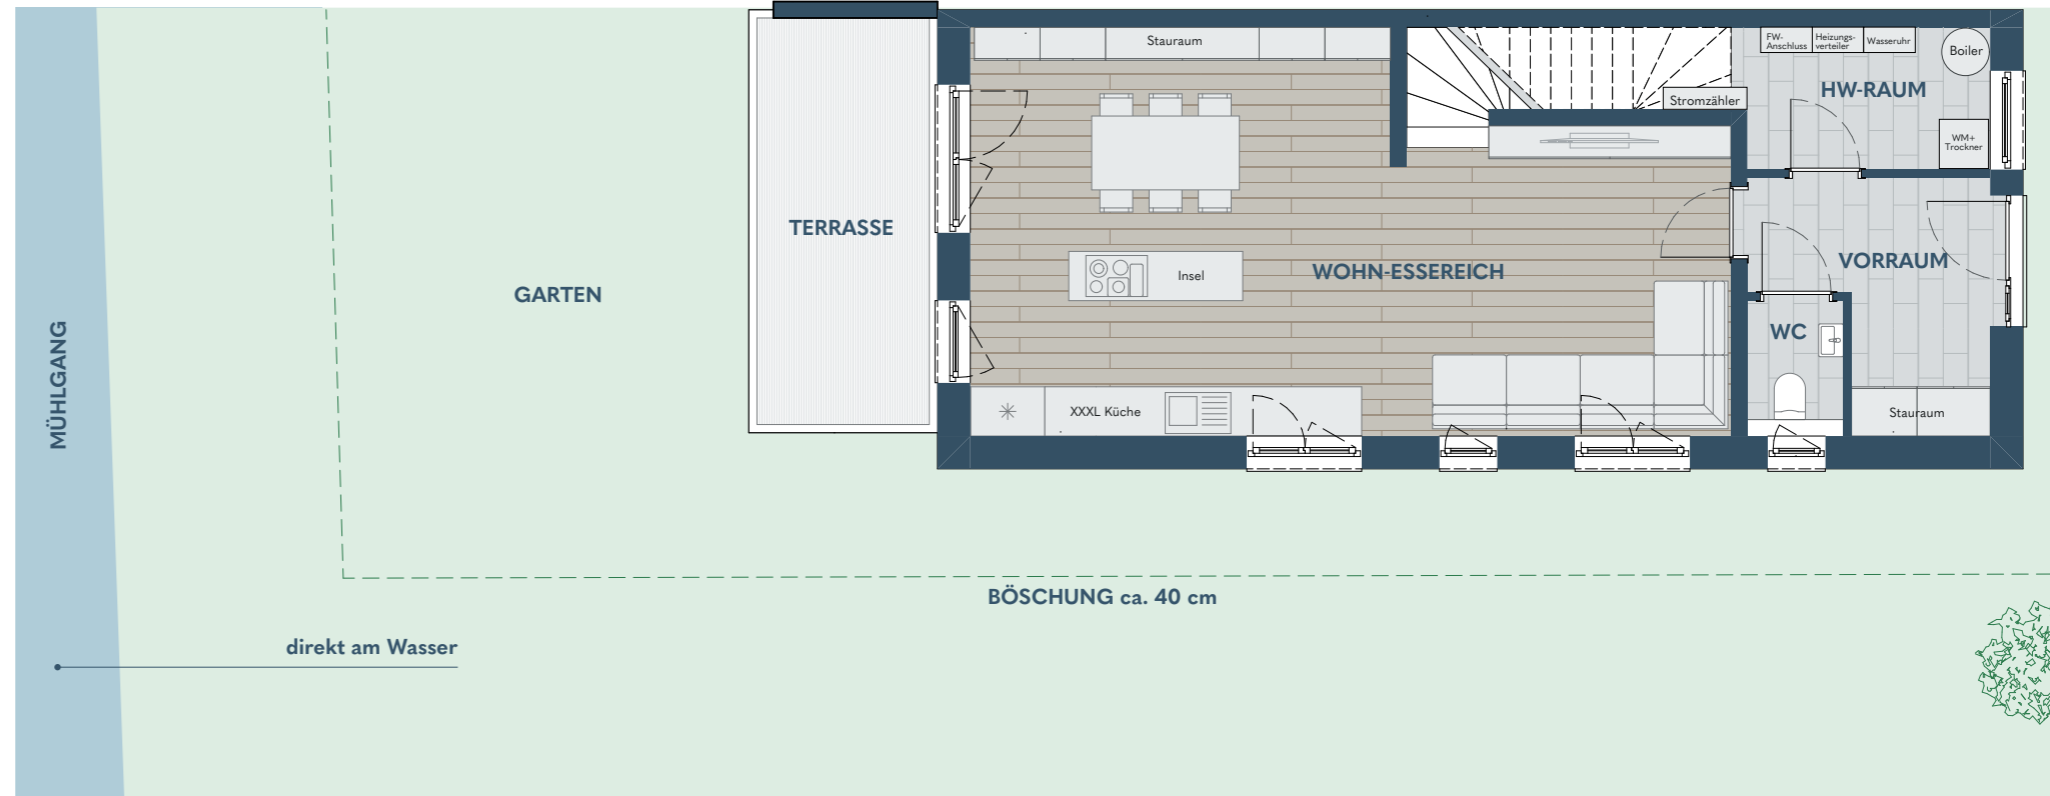 Stauraum
FW-
Anschluss
Heizungs-
verteiler
Wasseruhr
Boiler
HW-RAUM
Stromzähler
WM+
Trockner
TERRASSE
GARTEN
Insel
WOHN-ESSEREICH
VORRAUM
WC
MÜHLGANG
XXXL Küche
Stauraum
BÖSCHUNG ca. 40 cm
direkt am Wasser